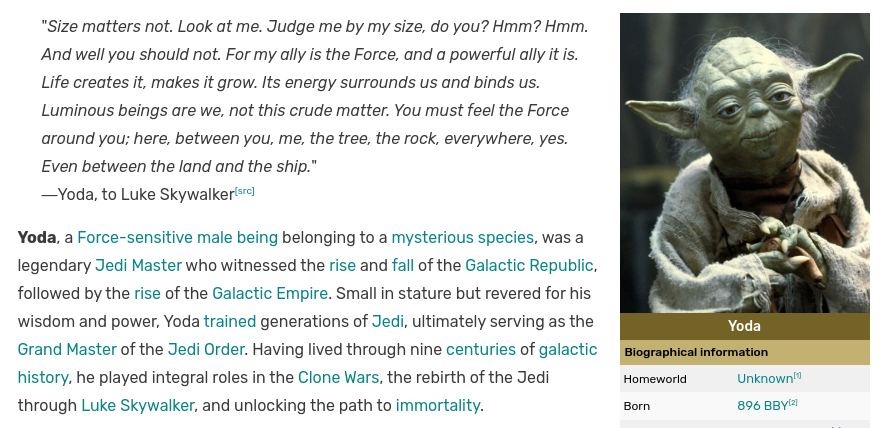 "Size matters not. Look at me. Judge me by my size, do you? Hmm? Hmm.
And well you should not. For my ally is the Force, and a powerful ally it is.
Life creates it, makes it grow. Its energy surrounds us and binds us.
Luminous beings are we, not this crude matter. You must feel the Force
around you; here, between you, me, the tree, the rock, everywhere, yes.
Even between the land and the ship."
―Yoda, to Luke Skywalker[src]
Yoda, a Force-sensitive male being belonging to a mysterious species, was a
legendary Jedi Master who witnessed the rise and fall of the Galactic Republic,
followed by the rise of the Galactic Empire. Small in stature but revered for his
wisdom and power, Yoda trained generations of Jedi, ultimately serving as the
Grand Master of the Jedi Order. Having lived through nine centuries of galactic
history, he played integral roles in the Clone Wars, the rebirth of the Jedi
through Luke Skywalker, and unlocking the path to immortality.
Yoda
Biographical information
Homeworld Unknown[1]
Born 896 BBY[2]